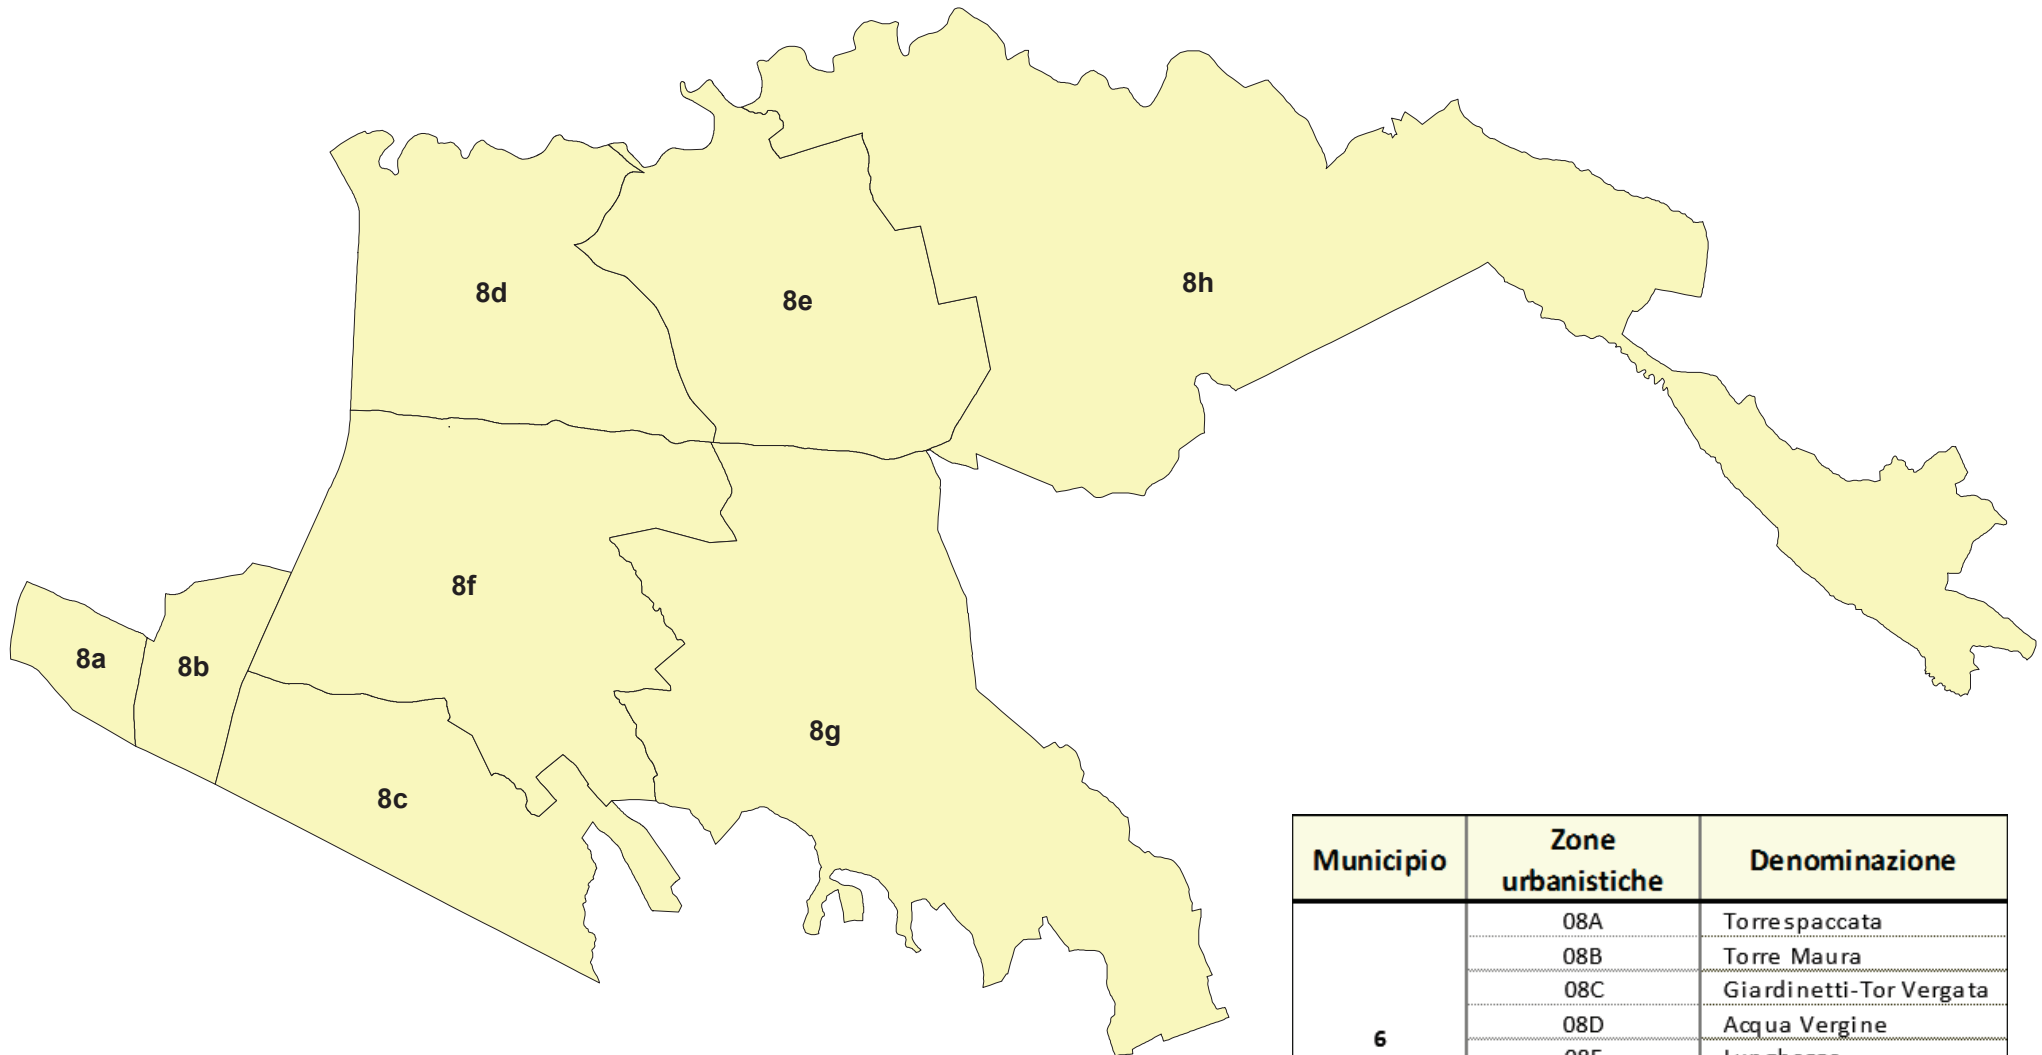 8h
8d
8e
8f
8a
8b
8g
8c
Municipio
Zone
urbanistiche
Denominazione
08A Torrespaccata
08B Torre Maura
08C Giardinetti-Tor Vergata
6
08D Acqua Vergine